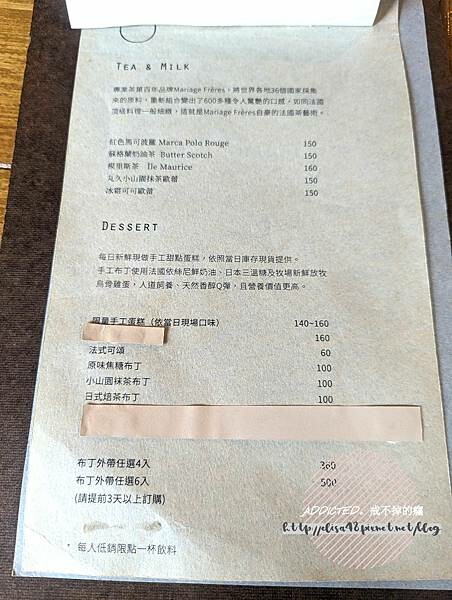 TEA & MILK
專業茶葉百年品牌Mariage Frères，將世界各地36個國家採集
來的原料，重新組合變出了600多種令人驚艷的口感，如同法國
頂級料理一般細緻，這就是Mariage Frères自豪的法國茶藝術。
紅色馬可波羅 Marca Polo Rouge 150
蘇格蘭奶油茶 Butter Scotch 150
模里斯茶 Île Maurice 160
丸久小山園抹茶歐蕾 150
冰霜可可歐蕾 150
DESSERT
每日新鮮現做手工甜點蛋糕，依照當日庫存現貨提供。
手工布丁使用法國依絲尼鮮奶油、日本三溫糖及牧場新鮮放牧
烏骨雞蛋，人道飼養、天然香醇Q彈，且營養價值更高。
限量手工蛋糕（依當日現場口味） 140~160
160
法式可頌 60
原味焦糖布丁 100
小山園抹茶布丁 100
日式焙茶布丁 100
布丁外帶任選4入 360
布丁外帶任選6入 500
(請提前3天以上訂購)
* 每人低銷限點一杯飲料
ADDICTED。戒不掉的癮
http://elisa98.pixnet.net/blog